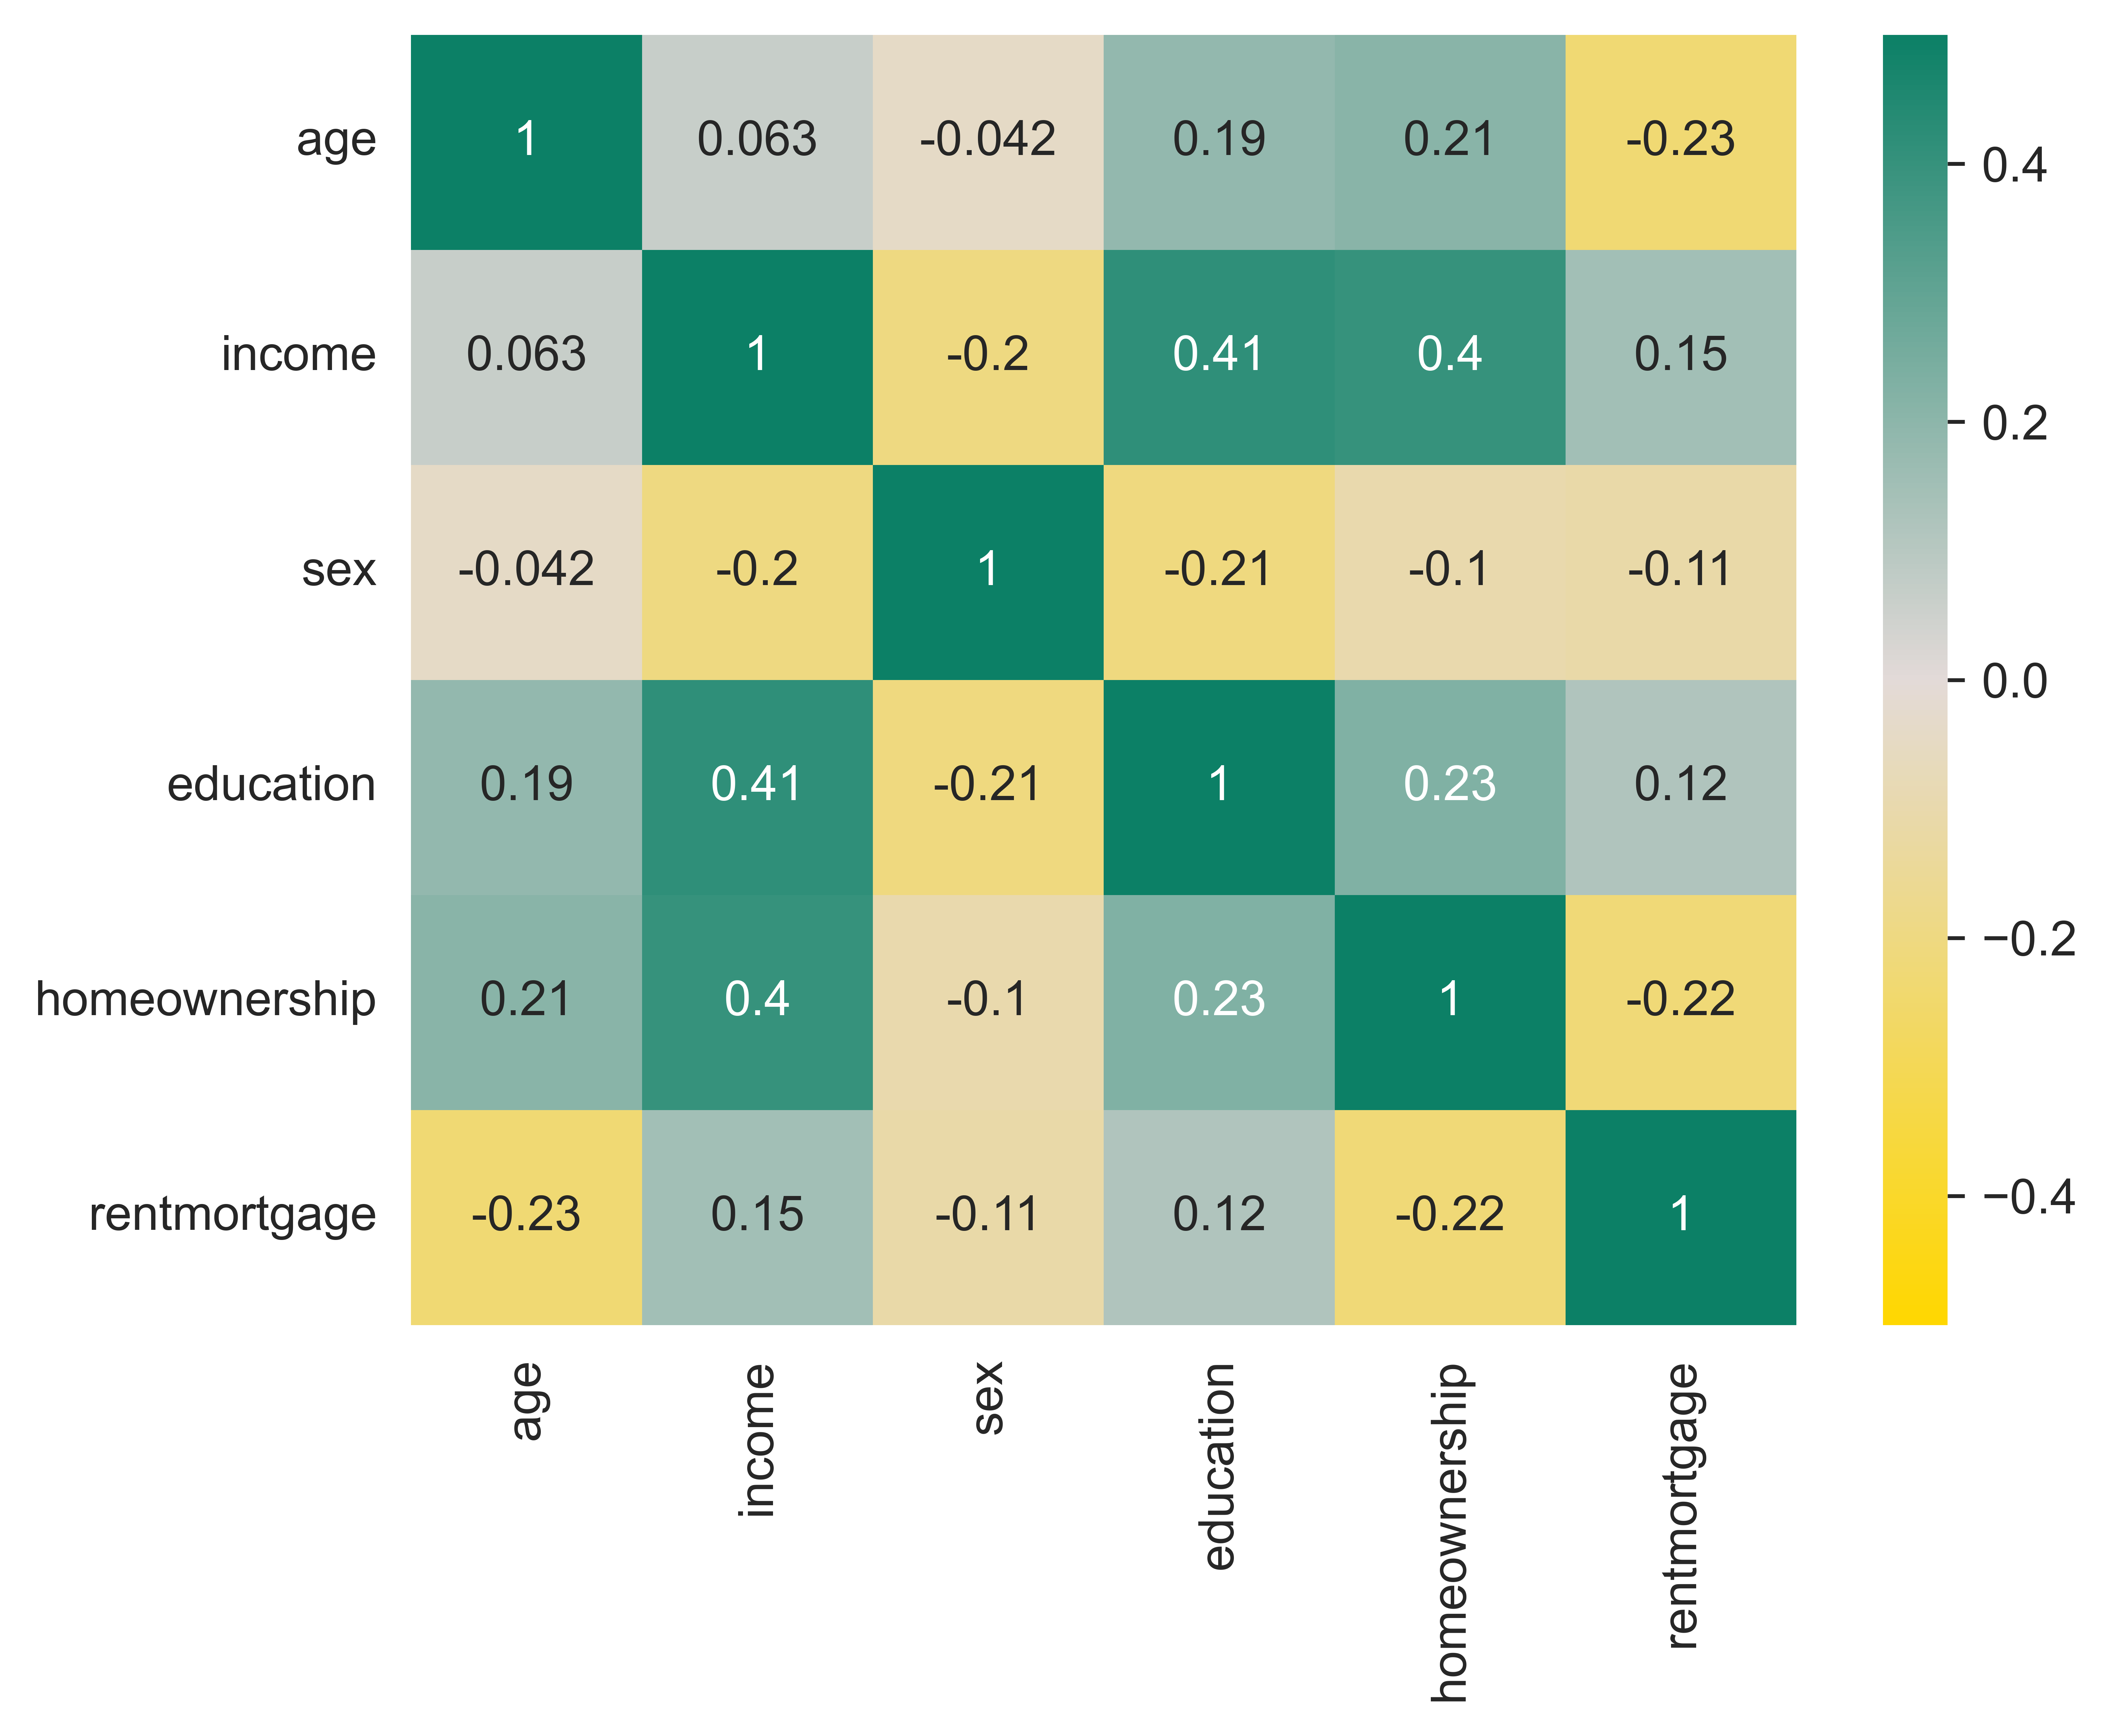 age 1 0.063 -0.042 0.19 0.21 -0.23
income 0.063 1 -0.2 0.41 0.4 0.15
sex -0.042 -0.2 1 -0.21 -0.1 -0.11
education 0.19 0.41 -0.21 1 0.23 0.12
homeownership 0.21 0.4 -0.1 0.23 1 -0.22
rentmortgage -0.23 0.15 -0.11 0.12 -0.22 1
age
income
sex
education
homeownership
rentmortgage
0.4
0.2
0.0
−0.2
−0.4